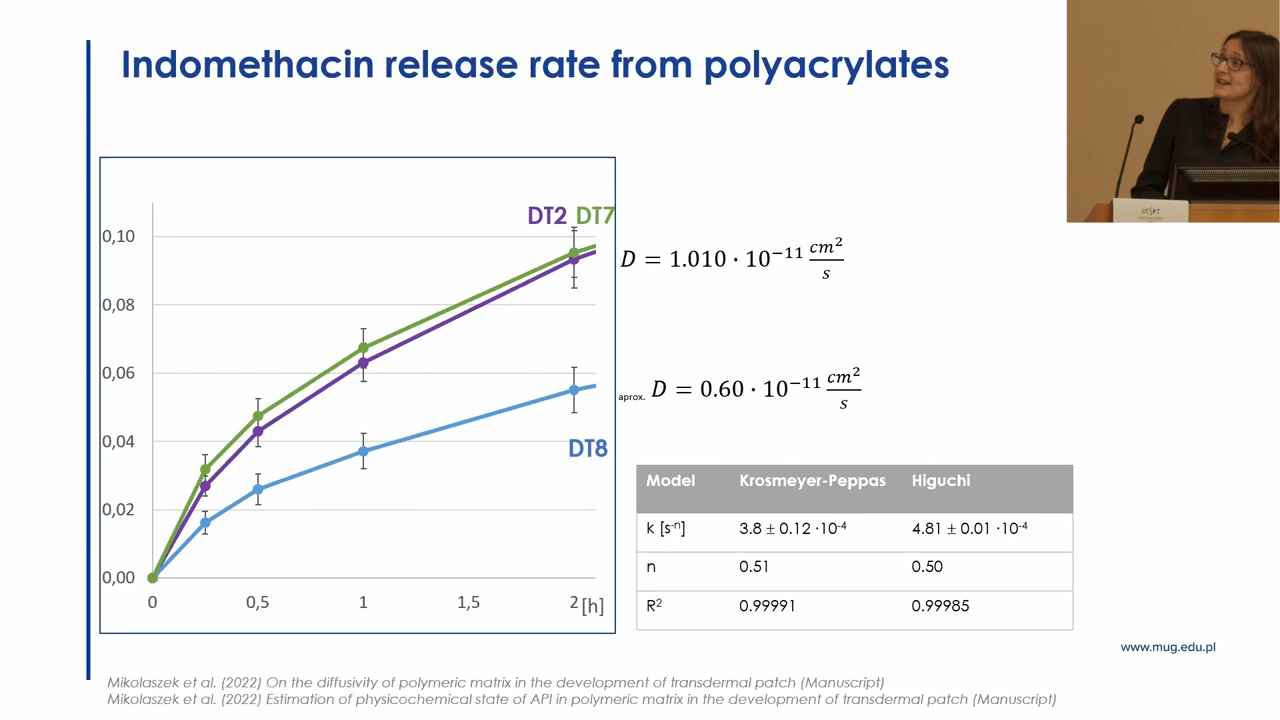 Indomethacin release rate from polyacrylates
DT2 DT7
0,10
0,08
0,06
0,04
0,02
0,00
DT8
0 0,5 1 1,5 2 [h]
D = 1.010 · 10⁻¹¹ cm²/s
aprox. D = 0.60 · 10⁻¹¹ cm²/s
Model Krosmeyer-Peppas Higuchi
k [s⁻ⁿ] 3.8 ± 0.12 ·10⁻⁴ 4.81 ± 0.01 ·10⁻⁴
n 0.51 0.50
R² 0.99991 0.99985
www.mug.edu.pl
Mikolaszek et al. (2022) On the diffusivity of polymeric matrix in the development of transdermal patch (Manuscript)
Mikolaszek et al. (2022) Estimation of physicochemical state of API in polymeric matrix in the development of transdermal patch (Manuscript)